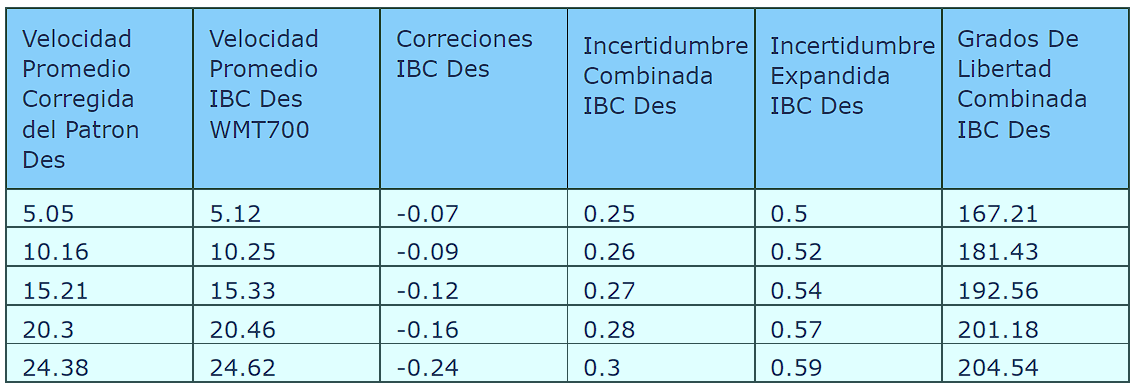 Velocidad
Promedio
Corregida
del Patron
Des
Velocidad
Promedio
IBC Des
WMT700
Correciones
IBC Des
Incertidumbre
Combinada
IBC Des
Incertidumbre
Expandida
IBC Des
Grados De
Libertad
Combinada
IBC Des
5.05 5.12 -0.07 0.25 0.5 167.21
10.16 10.25 -0.09 0.26 0.52 181.43
15.21 15.33 -0.12 0.27 0.54 192.56
20.3 20.46 -0.16 0.28 0.57 201.18
24.38 24.62 -0.24 0.3 0.59 204.54